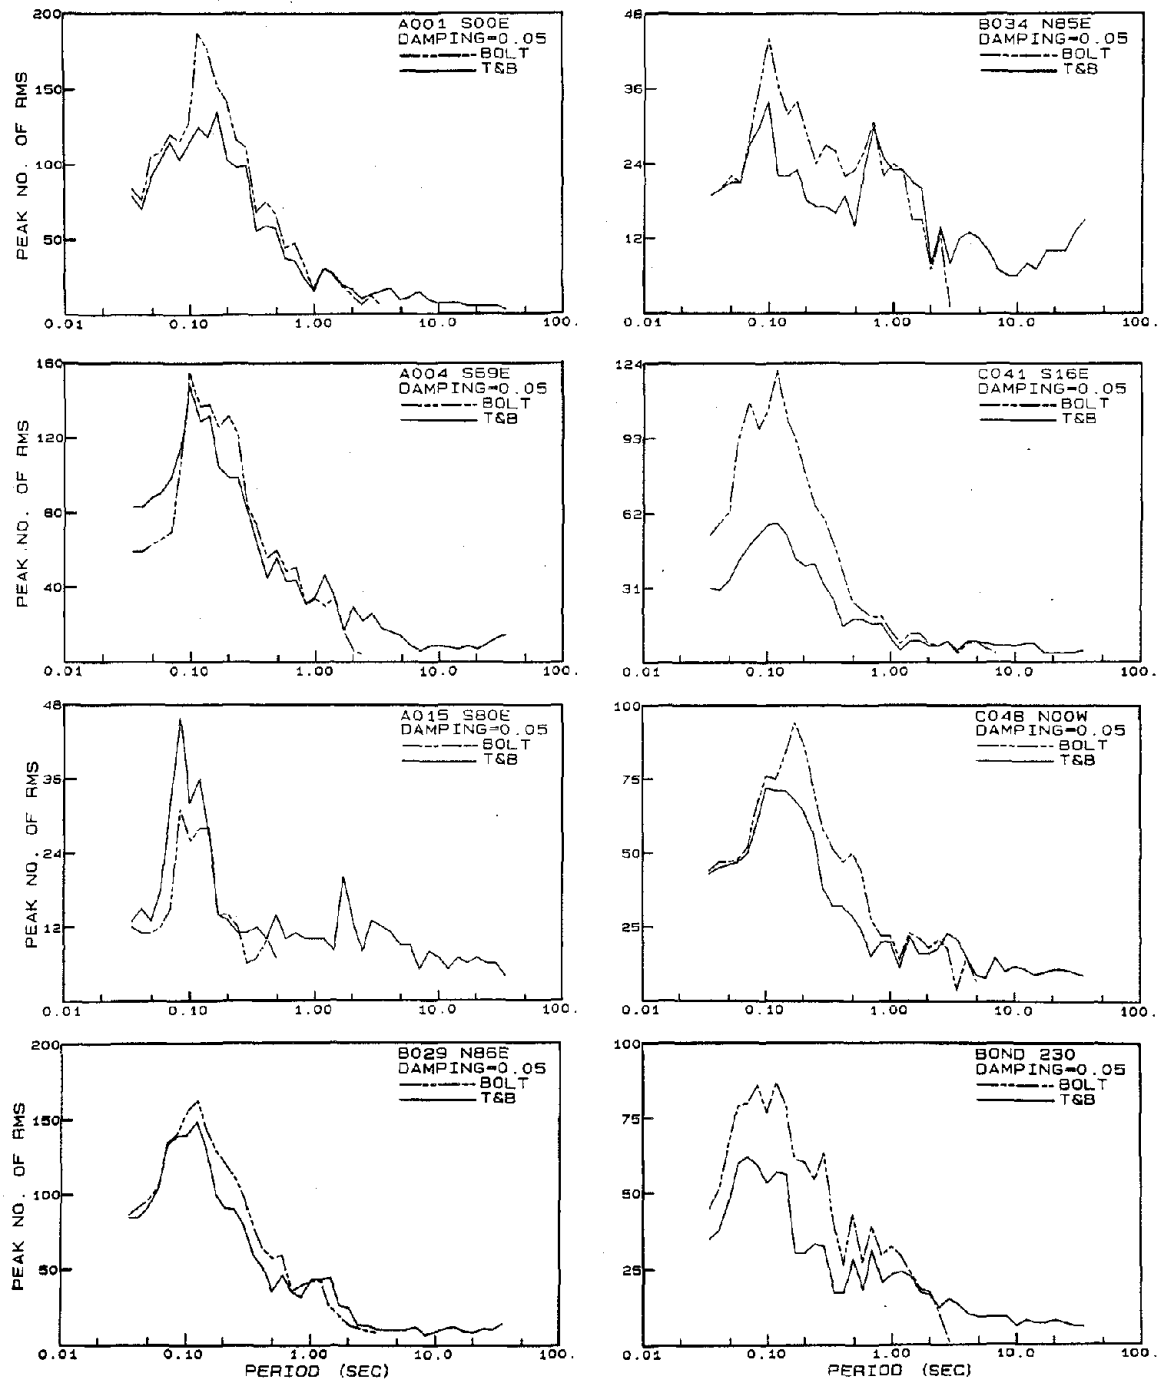 A001 S00E
DAMPING=0.05
BOLT
T&B
200
150
100
50
PEAK NO. OF RMS
0.01 0.10 1.00 10.0 100.
B034 N85E
DAMPING=0.05
BOLT
T&B
48
36
24
12
0.01 0.10 1.00 10.0 100.
A004 S69E
DAMPING=0.05
BOLT
T&B
160
120
80
40
PEAK NO. OF RMS
0.01 0.10 1.00 10.0 100.
C041 S16E
DAMPING=0.05
BOLT
T&B
124
93
62
31
0.01 0.10 1.00 10.0 100.
A015 S80E
DAMPING=0.05
BOLT
T&B
48
36
24
12
PEAK NO. OF RMS
0.01 0.10 1.00 10.0 100.
C048 N00W
DAMPING=0.05
BOLT
T&B
100
75
50
25
0.01 0.10 1.00 10.0 100.
B029 N86E
DAMPING=0.05
BOLT
T&B
200
150
100
50
PEAK NO. OF RMS
0.01 0.10 1.00 10.0 100.
PERIOD (SEC)
BOND 230
DAMPING=0.05
BOLT
T&B
100
75
50
25
0.01 0.10 1.00 10.0 100.
PERIOD (SEC)